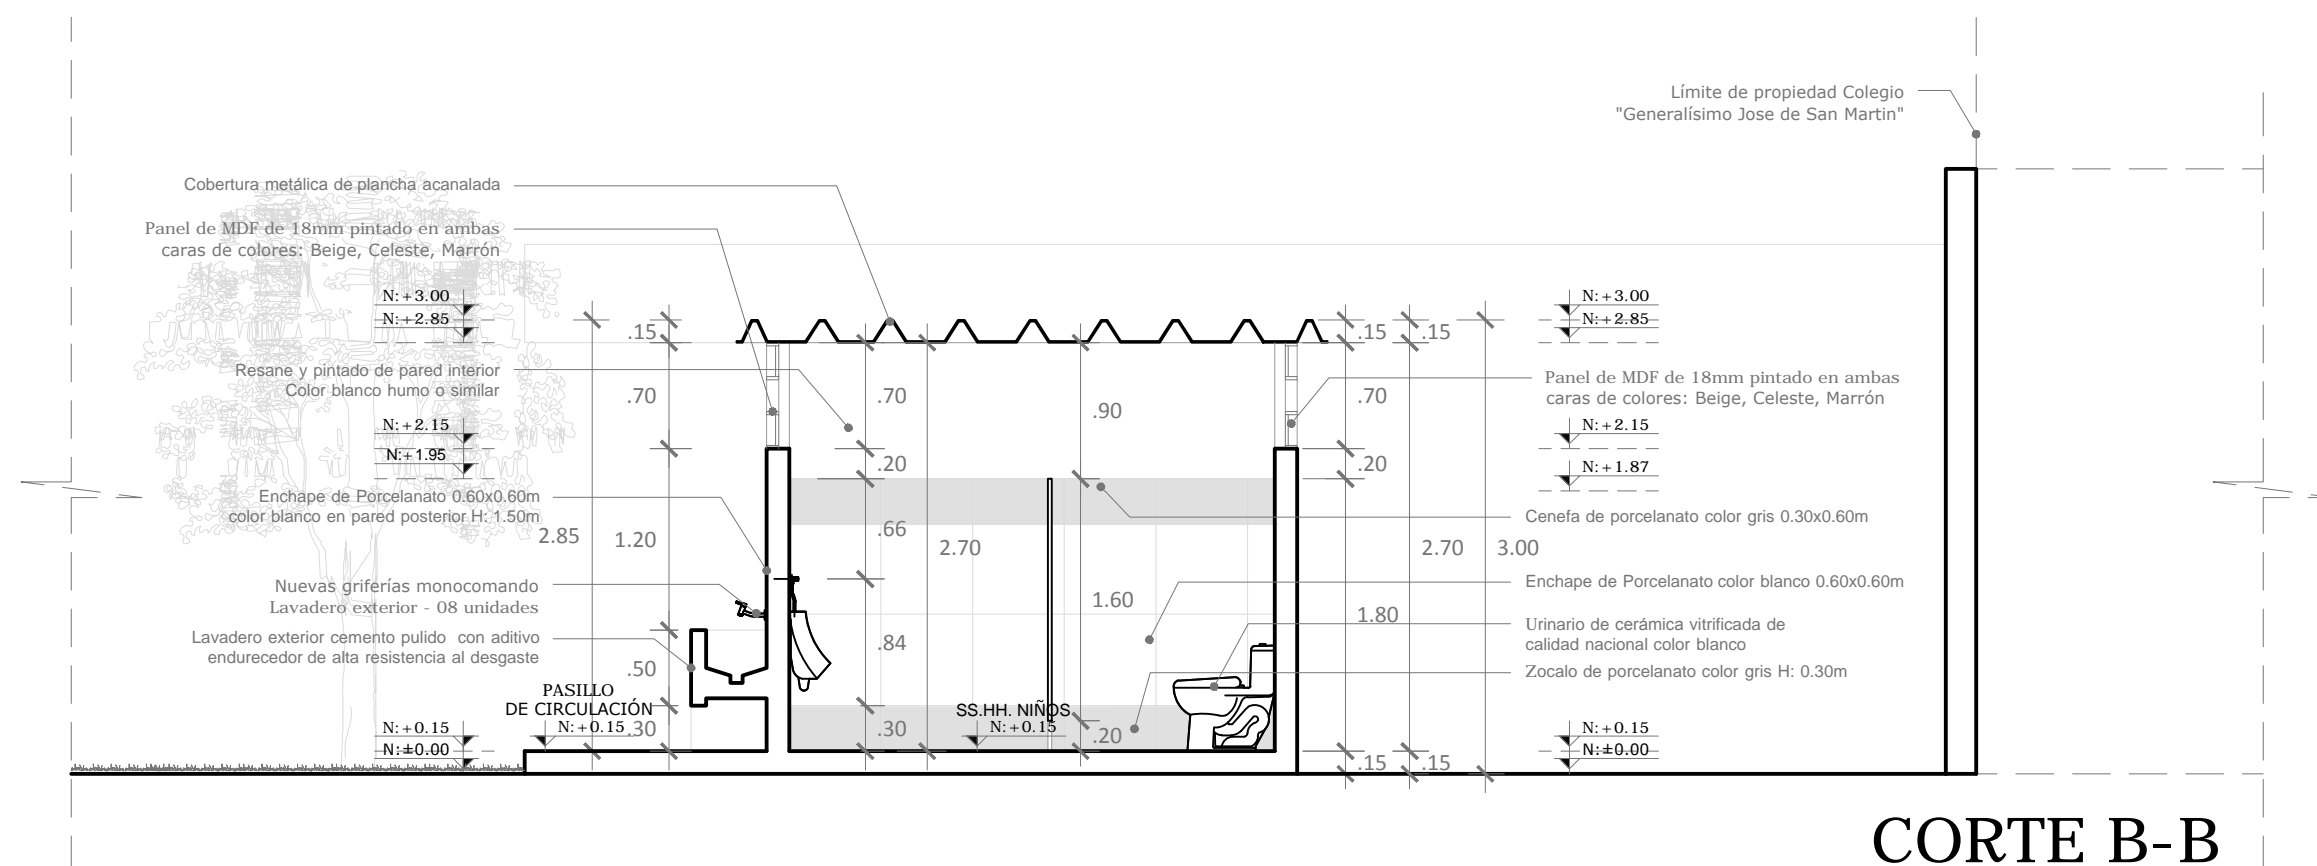 Límite de propiedad Colegio
"Generalísimo Jose de San Martin"
Cobertura metálica de plancha acanalada
Panel de MDF de 18mm pintado en ambas
caras de colores: Beige, Celeste, Marrón
N:+3.00
N:+2.85
Resane y pintado de pared interior
Color blanco humo o similar
N:+2.15
N:+1.95
Enchape de Porcelanato 0.60x0.60m
color blanco en pared posterior H: 1.50m
Nuevas griferías monocomando
Lavadero exterior - 08 unidades
Lavadero exterior cemento pulido con aditivo
endurecedor de alta resistencia al desgaste
PASILLO
DE CIRCULACIÓN
N:+0.15
N:+0.15
N:±0.00
2.85
.15
.70
1.20
.50
.30
.70
.20
.66
.84
.30
2.70
.90
1.60
.20
SS.HH. NIÑOS
N:+0.15
.15
.70
.20
1.80
.15
.15
2.70
.15
3.00
N:+3.00
N:+2.85
Panel de MDF de 18mm pintado en ambas
caras de colores: Beige, Celeste, Marrón
N:+2.15
N:+1.87
Cenefa de porcelanato color gris 0.30x0.60m
Enchape de Porcelanato color blanco 0.60x0.60m
Urinario de cerámica vitrificada de
calidad nacional color blanco
Zocalo de porcelanato color gris H: 0.30m
N:+0.15
N:±0.00
CORTE B-B